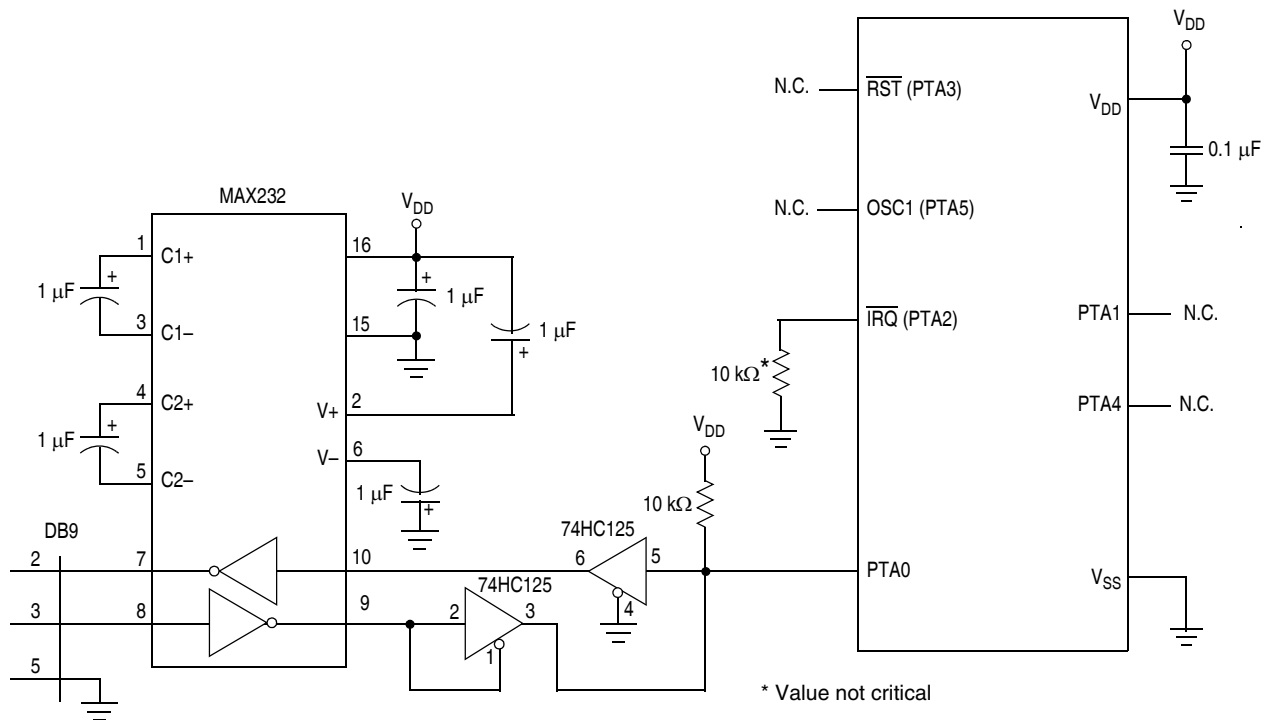 V_DD
N.C.
R̅S̅T̅ (PTA3)
V_DD
0.1 μF
MAX232
V_DD
N.C.
OSC1 (PTA5)
1
C1+
16
+
1 μF
+
1 μF
3
C1–
15
1 μF
+
I̅R̅Q̅ (PTA2)
PTA1
N.C.
10 kΩ*
4
C2+
V+
2
PTA4
N.C.
+
1 μF
V_DD
V–
6
5
C2–
1 μF
+
10 kΩ
DB9
74HC125
2
7
10
6
5
PTA0
V_SS
74HC125
4
3
8
9
2
3
1
5
* Value not critical